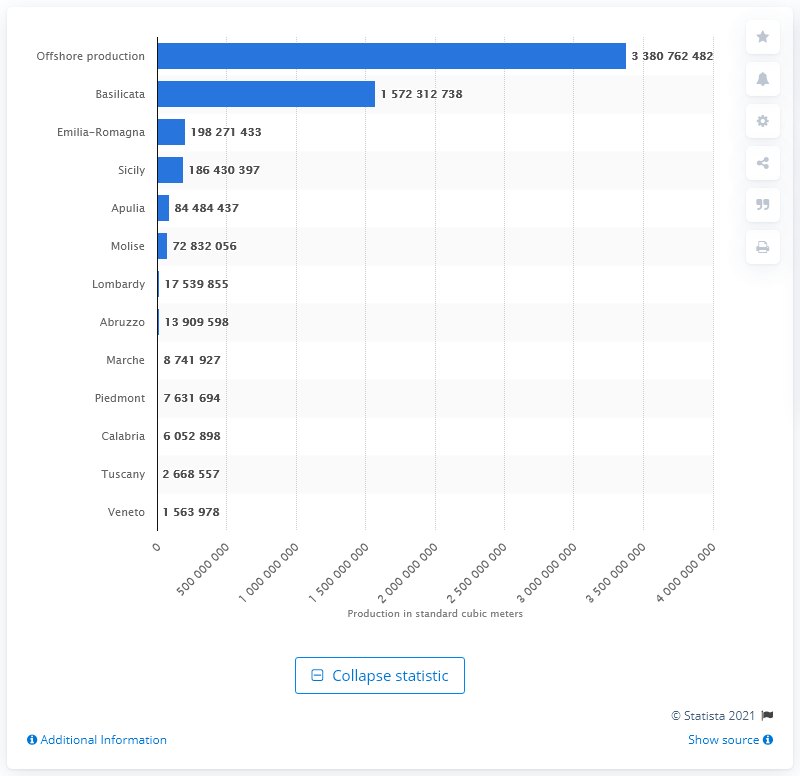 Offshore production 3 380 762 482
Basilicata 1 572 312 738
Emilia-Romagna 198 271 433
Sicily 186 430 397
Apulia 84 484 437
Molise 72 832 056
Lombardy 17 539 855
Abruzzo 13 909 598
Marche 8 741 927
Piedmont 7 631 694
Calabria 6 052 898
Tuscany 2 668 557
Veneto 1 563 978
0 500 000 000 1 000 000 000 1 500 000 000 2 000 000 000 2 500 000 000 3 000 000 000 3 500 000 000 4 000 000 000
Production in standard cubic meters
Collapse statistic
© Statista 2021
Additional Information Show source